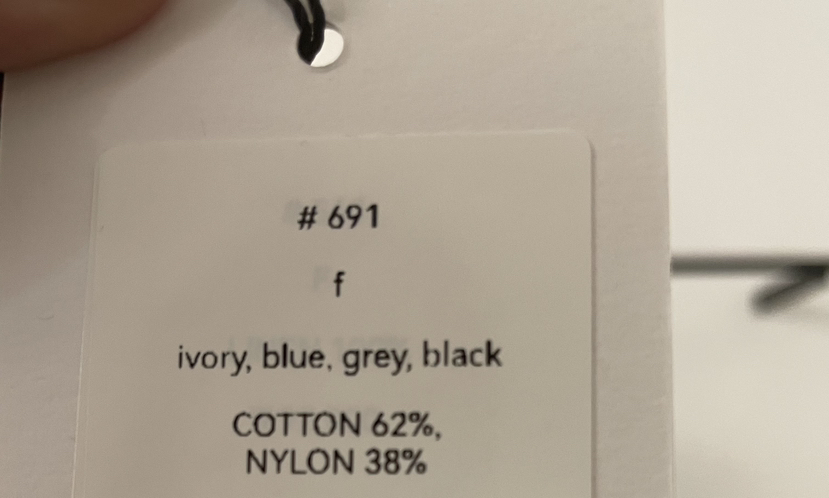 # 691
f
ivory, blue, grey, black
COTTON 62%,
NYLON 38%